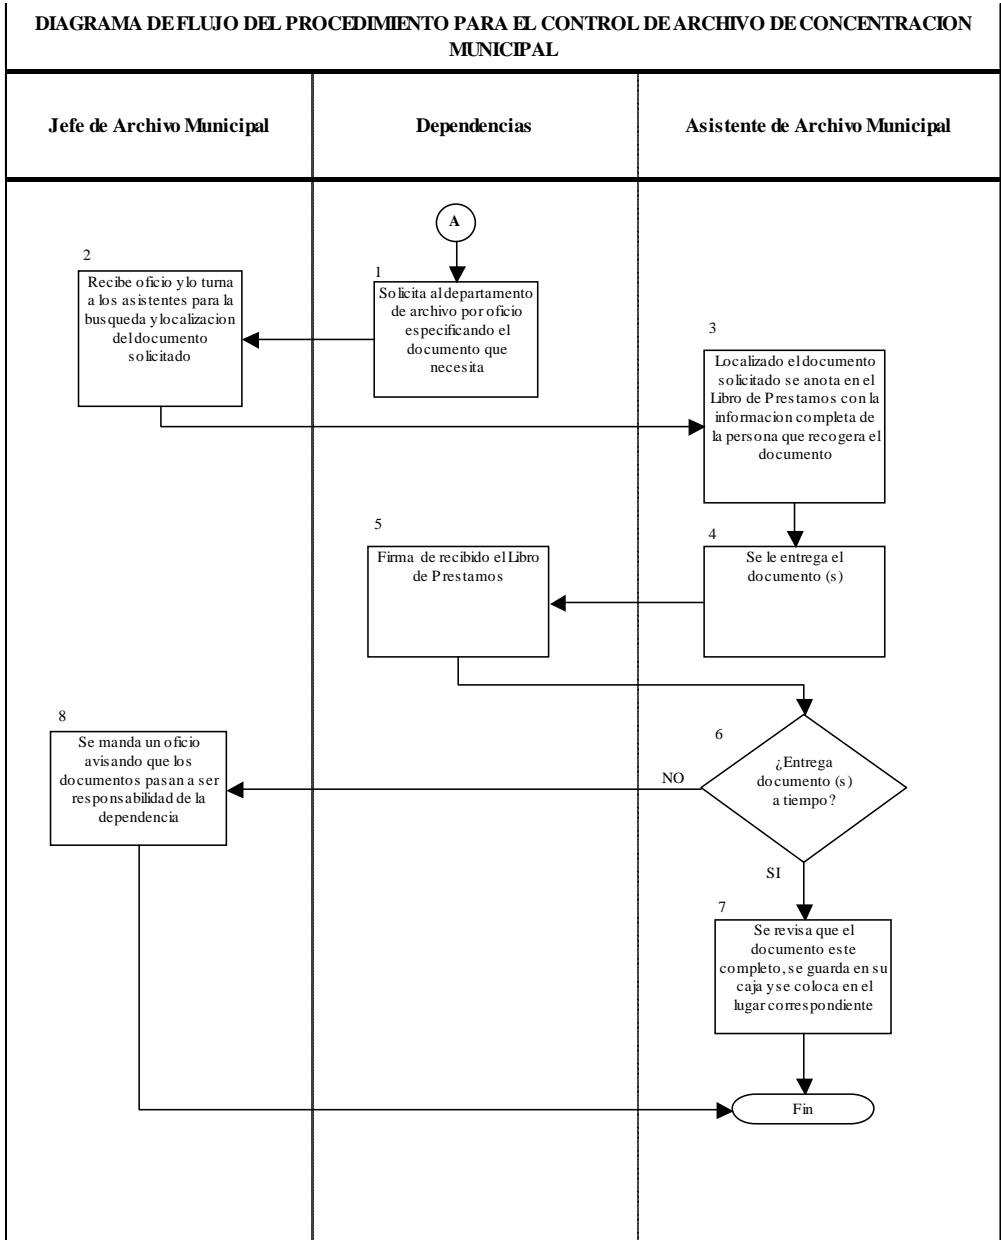 DIAGRAMA DE FLUJO DEL PROCEDIMIENTO PARA EL CONTROL DE ARCHIVO DE CONCENTRACION
MUNICIPAL
Jefe de Archivo Municipal
Dependencias
Asistente de Archivo Municipal
A
1
Solicita al departamento
de archivo por oficio
especificando el
documento que
necesita
2
Recibe oficio y lo turna
a los asistentes para la
busqueda y localizacion
del documento
solicitado
3
Localizado el documento
solicitado se anota en el
Libro de Prestamos con la
informacion completa de
la persona que recogera el
documento
4
Se le entrega el
documento (s)
5
Firma de recibido el Libro
de Prestamos
6
¿Entrega
documento (s)
a tiempo?
NO
SI
7
Se revisa que el
documento este
completo, se guarda en su
caja y se coloca en el
lugar correspondiente
8
Se manda un oficio
avisando que los
documentos pasan a ser
responsabilidad de la
dependencia
Fin